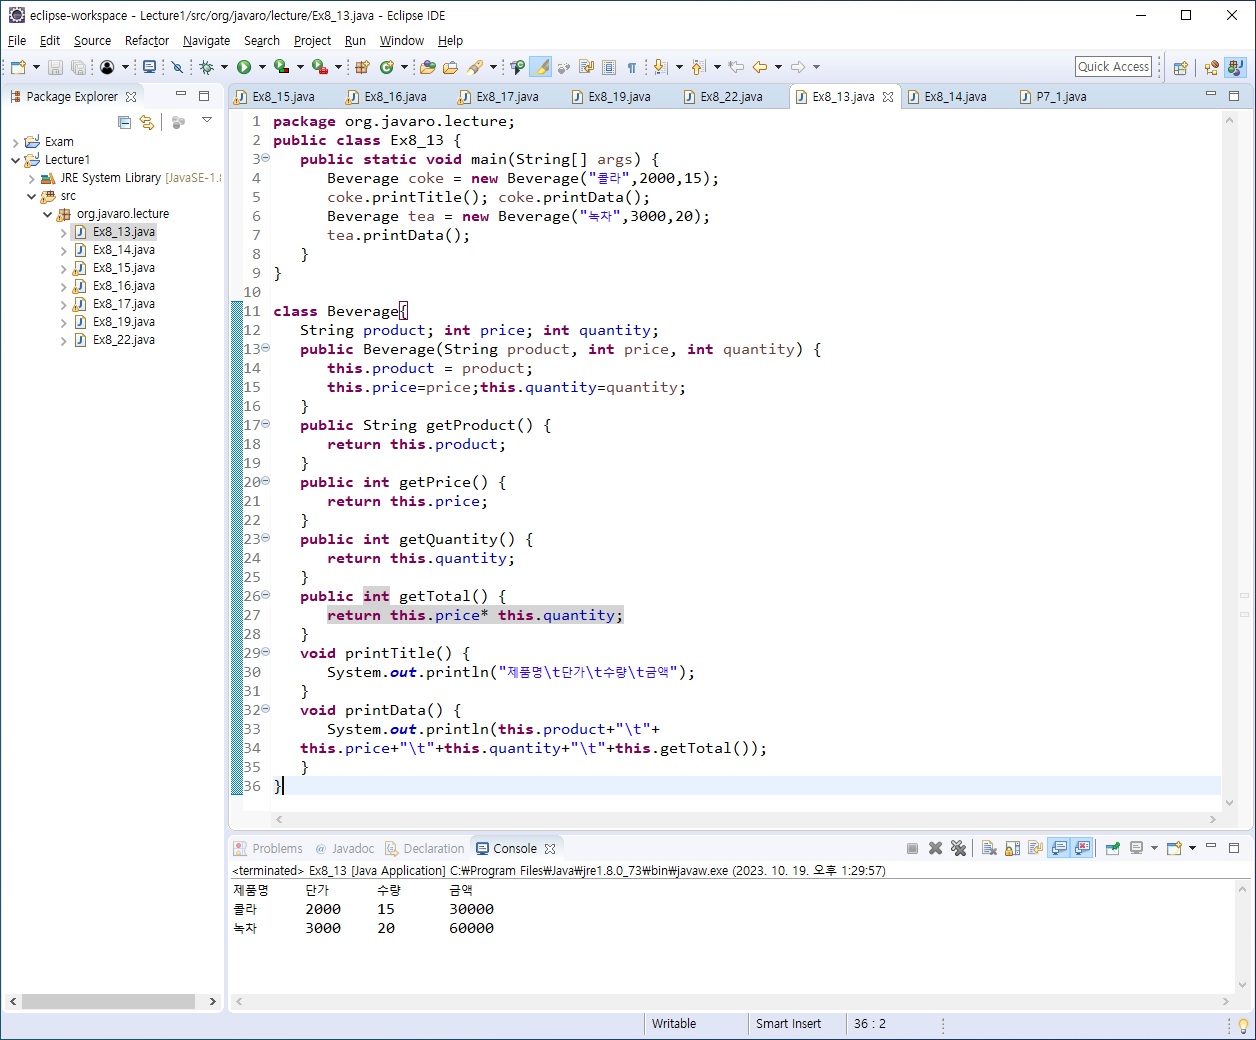 eclipse-workspace - Lecture1/src/org/javaro/lecture/Ex8_13.java - Eclipse IDE
File Edit Source Refactor Navigate Search Project Run Window Help
Quick Access
Package Explorer
Exam
Lecture1
JRE System Library [JavaSE-1.8
src
org.javaro.lecture
Ex8_13.java
Ex8_14.java
Ex8_15.java
Ex8_16.java
Ex8_17.java
Ex8_19.java
Ex8_22.java
Ex8_15.java Ex8_16.java Ex8_17.java Ex8_19.java Ex8_22.java Ex8_13.java Ex8_14.java P7_1.java
1 package org.javaro.lecture;
2 public class Ex8_13 {
3 public static void main(String[] args) {
4 Beverage coke = new Beverage("콜라",2000,15);
5 coke.printTitle(); coke.printData();
6 Beverage tea = new Beverage("녹차",3000,20);
7 tea.printData();
8 }
9 }
10
11 class Beverage{
12 String product; int price; int quantity;
13 public Beverage(String product, int price, int quantity) {
14 this.product = product;
15 this.price=price;this.quantity=quantity;
16 }
17 public String getProduct() {
18 return this.product;
19 }
20 public int getPrice() {
21 return this.price;
22 }
23 public int getQuantity() {
24 return this.quantity;
25 }
26 public int getTotal() {
27 return this.price* this.quantity;
28 }
29 void printTitle() {
30 System.out.println("제품명\t단가\t수량\t금액");
31 }
32 void printData() {
33 System.out.println(this.product+"\t"+
34 this.price+"\t"+this.quantity+"\t"+this.getTotal());
35 }
36 }
Problems @ Javadoc Declaration Console
<terminated> Ex8_13 [Java Application] C:₩Program Files₩Java₩jre1.8.0_73₩bin₩javaw.exe (2023. 10. 19. 오후 1:29:57)
제품명 단가 수량 금액
콜라 2000 15 30000
녹차 3000 20 60000
Writable Smart Insert 36 : 2